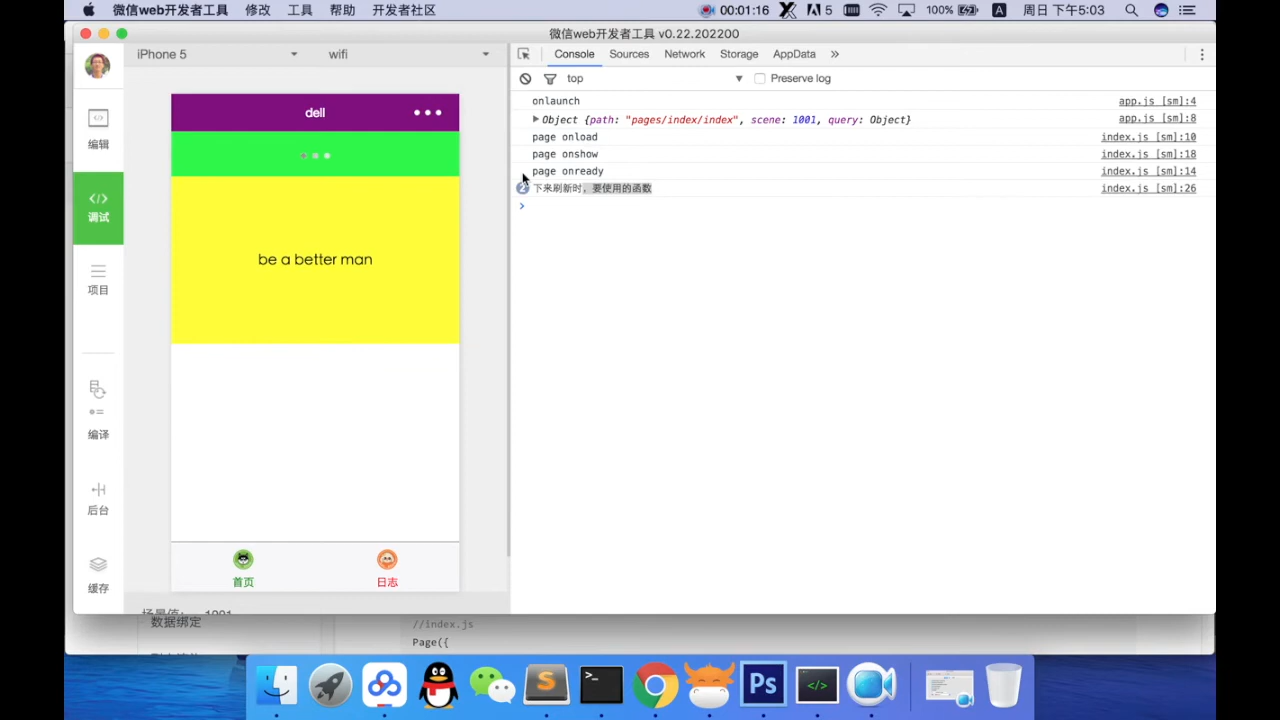 微信web开发者工具 修改 工具 帮助 开发者社区 00:01:16 5 100% A 周日 下午5:03
微信web开发者工具 v0.22.202200
iPhone 5 wifi
Console Sources Network Storage AppData »
top Preserve log
onlaunch app.js [sm]:4
Object {path: "pages/index/index", scene: 1001, query: Object} app.js [sm]:8
page onload index.js [sm]:10
page onshow index.js [sm]:18
page onready index.js [sm]:14
2 下来刷新时，要使用的函数 index.js [sm]:26
>
编辑
调试
项目
编译
后台
缓存
dell
be a better man
首页 日志
场景值: 1001
数据绑定
//index.js
Page({
Ps